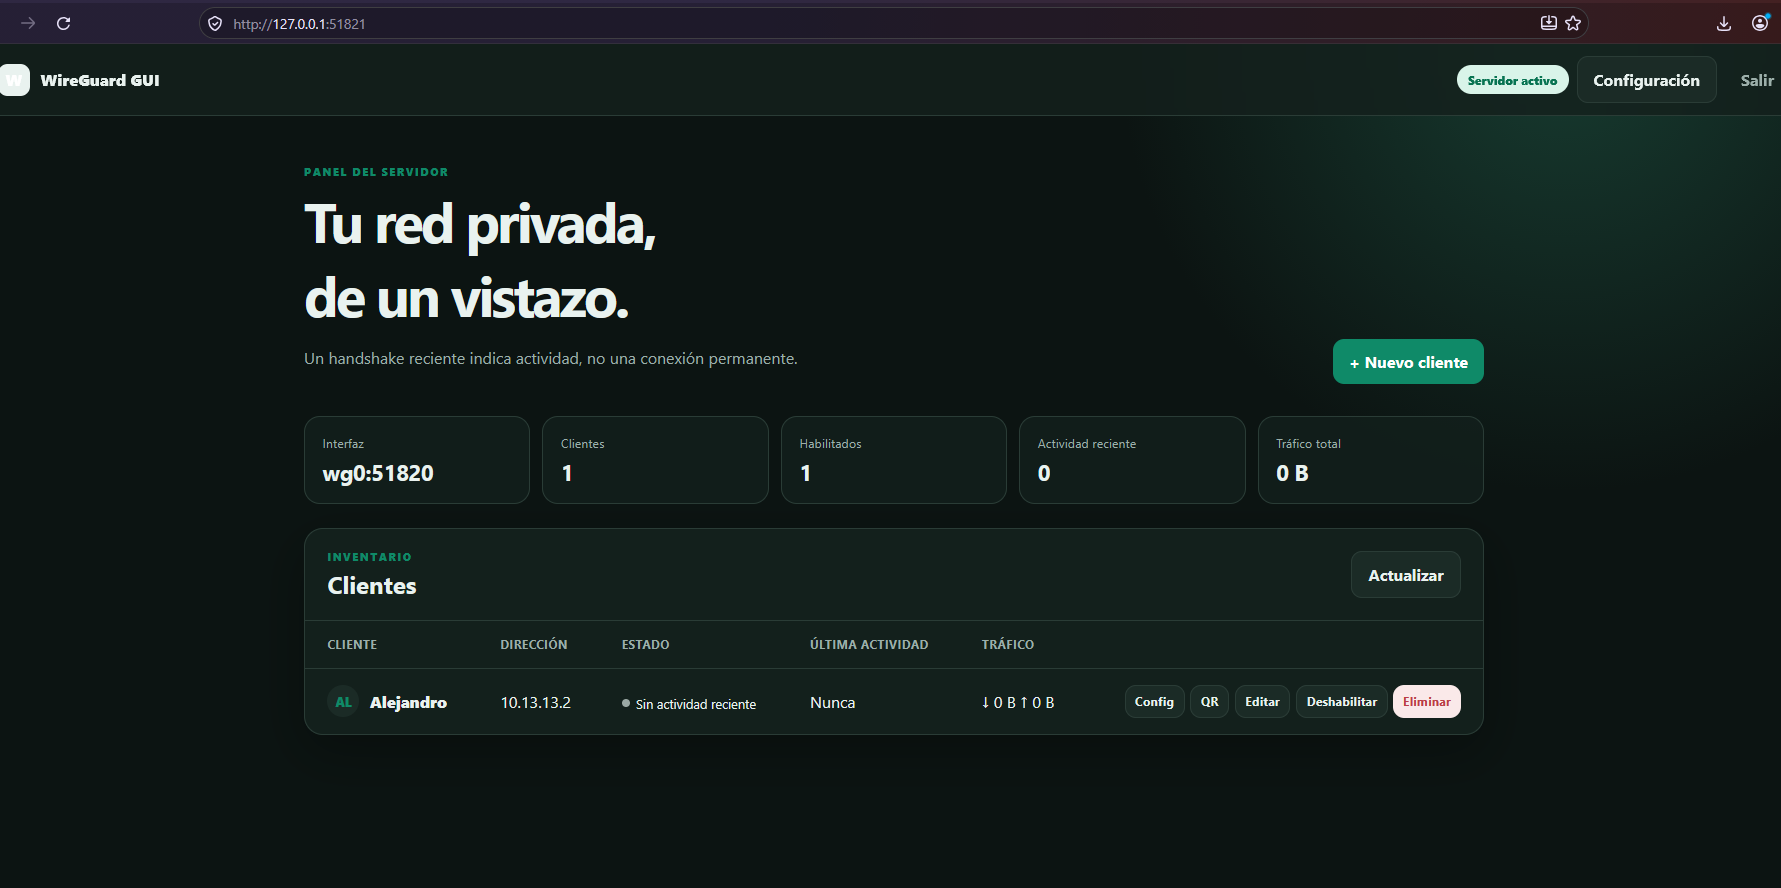 http://127.0.0.1:51821
W WireGuard GUI
Servidor activo
Configuración
Salir
PANEL DEL SERVIDOR
Tu red privada,
de un vistazo.
Un handshake reciente indica actividad, no una conexión permanente.
+ Nuevo cliente
Interfaz
wg0:51820
Clientes
1
Habilitados
1
Actividad reciente
0
Tráfico total
0 B
INVENTARIO
Clientes
Actualizar
CLIENTE DIRECCIÓN ESTADO ÚLTIMA ACTIVIDAD TRÁFICO
AL Alejandro 10.13.13.2 Sin actividad reciente Nunca ↓ 0 B ↑ 0 B Config QR Editar Deshabilitar Eliminar